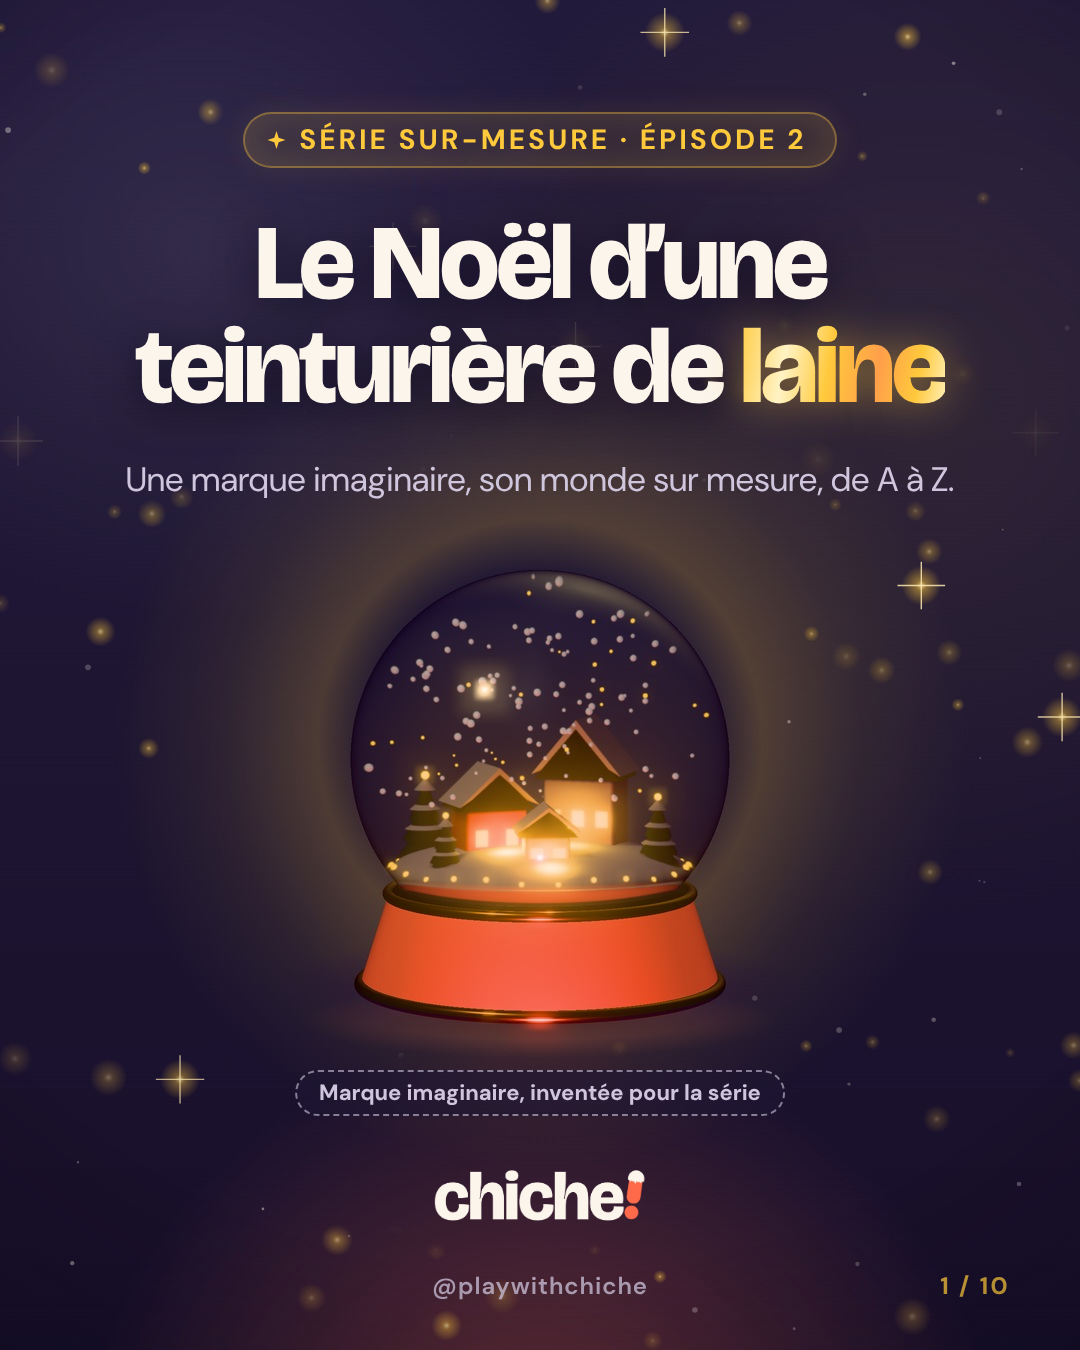 ✦ SÉRIE SUR-MESURE · ÉPISODE 2
Le Noël d’une
teinturière de laine
Une marque imaginaire, son monde sur mesure, de A à Z.
Marque imaginaire, inventée pour la série
chiche!
@playwithchiche
1 / 10